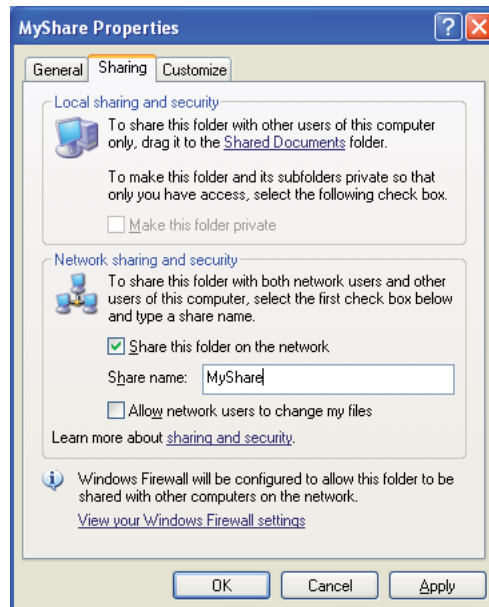 MyShare Properties
General
Sharing
Customize
Local sharing and security
To share this folder with other users of this computer
only, drag it to the Shared Documents folder.
To make this folder and its subfolders private so that
only you have access, select the following check box.
Make this folder private
Network sharing and security
To share this folder with both network users and other
users of this computer, select the first check box below
and type a share name.
Share this folder on the network
Share name: MyShare
Allow network users to change my files
Learn more about sharing and security.
Windows Firewall will be configured to allow this folder to be
shared with other computers on the network.
View your Windows Firewall settings
OK
Cancel
Apply